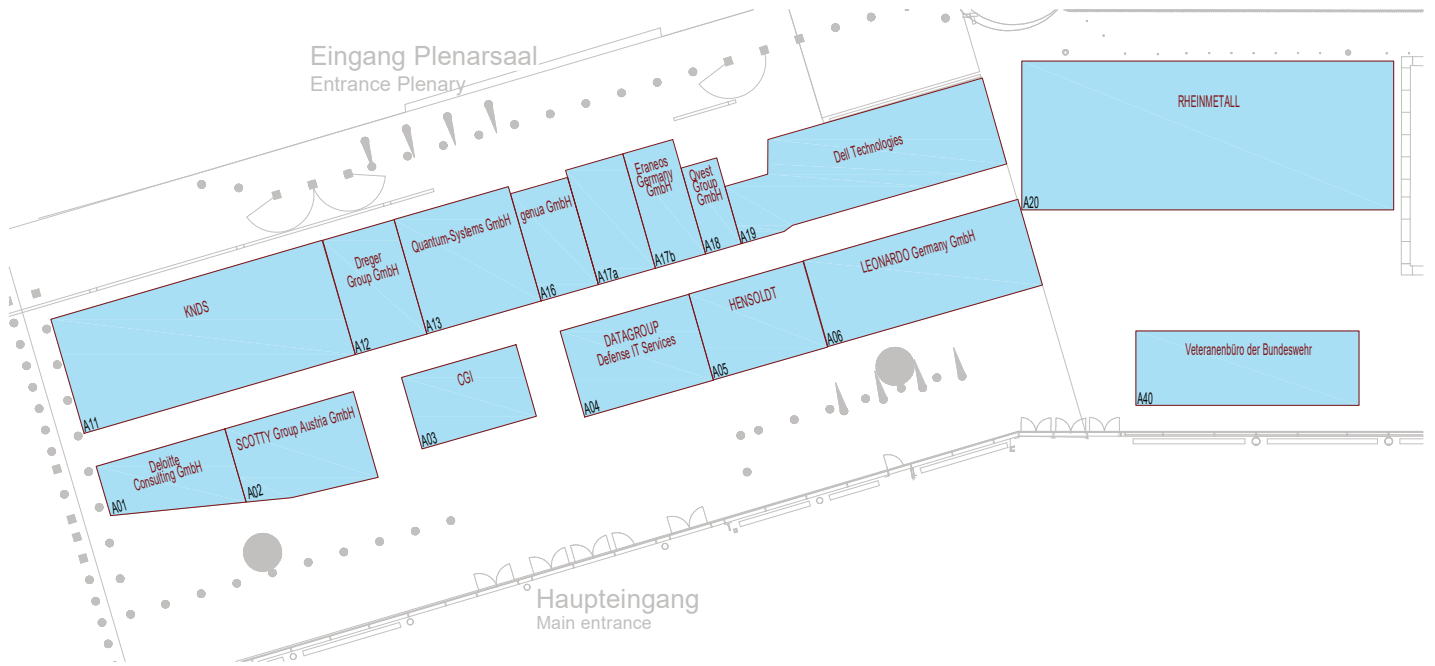 Eingang Plenarsaal
Entrance Plenary
RHEINMETALL
A20
Dell Technologies
A19
Qvest
Group
GmbH
A18
Eraneos
Germany
GmbH
A17b
A17a
genua GmbH
A16
Quantum-Systems GmbH
A13
Dreger
Group GmbH
A12
KNDS
A11
LEONARDO Germany GmbH
A06
HENSOLDT
A05
DATAGROUP
Defense IT Services
A04
CGI
A03
SCOTTY Group Austria GmbH
A02
Deloitte
Consulting GmbH
A01
Veteranenbüro der Bundeswehr
A40
Haupteingang
Main entrance